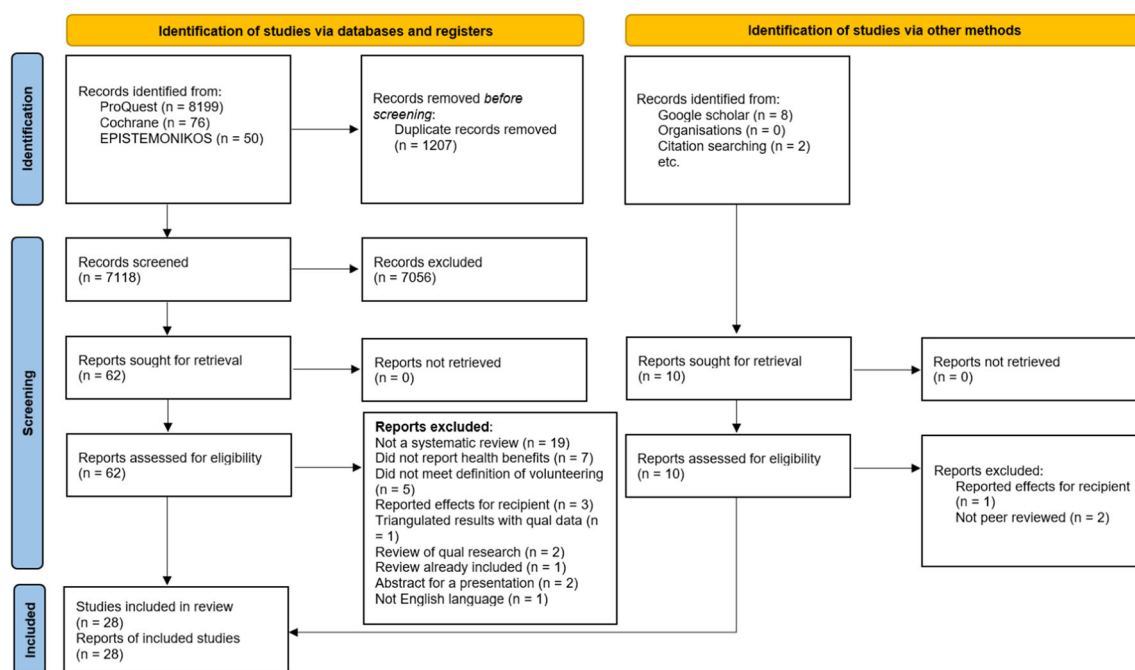 Identification of studies via databases and registers
Identification of studies via other methods
Identification
Records identified from:
ProQuest (n = 8199)
Cochrane (n = 76)
EPISTEMONIKOS (n = 50)
Records removed before
screening:
Duplicate records removed
(n = 1207)
Records identified from:
Google scholar (n = 8)
Organisations (n = 0)
Citation searching (n = 2)
etc.
Screening
Records screened
(n = 7118)
Records excluded
(n = 7056)
Reports sought for retrieval
(n = 62)
Reports not retrieved
(n = 0)
Reports sought for retrieval
(n = 10)
Reports not retrieved
(n = 0)
Reports assessed for eligibility
(n = 62)
Reports excluded:
Not a systematic review (n = 19)
Did not report health benefits (n = 7)
Did not meet definition of volunteering
(n = 5)
Reported effects for recipient (n = 3)
Triangulated results with qual data (n
= 1)
Review of qual research (n = 2)
Review already included (n = 1)
Abstract for a presentation (n = 2)
Not English language (n = 1)
Reports assessed for eligibility
(n = 10)
Reports excluded:
Reported effects for recipient
(n = 1)
Not peer reviewed (n = 2)
Included
Studies included in review
(n = 28)
Reports of included studies
(n = 28)